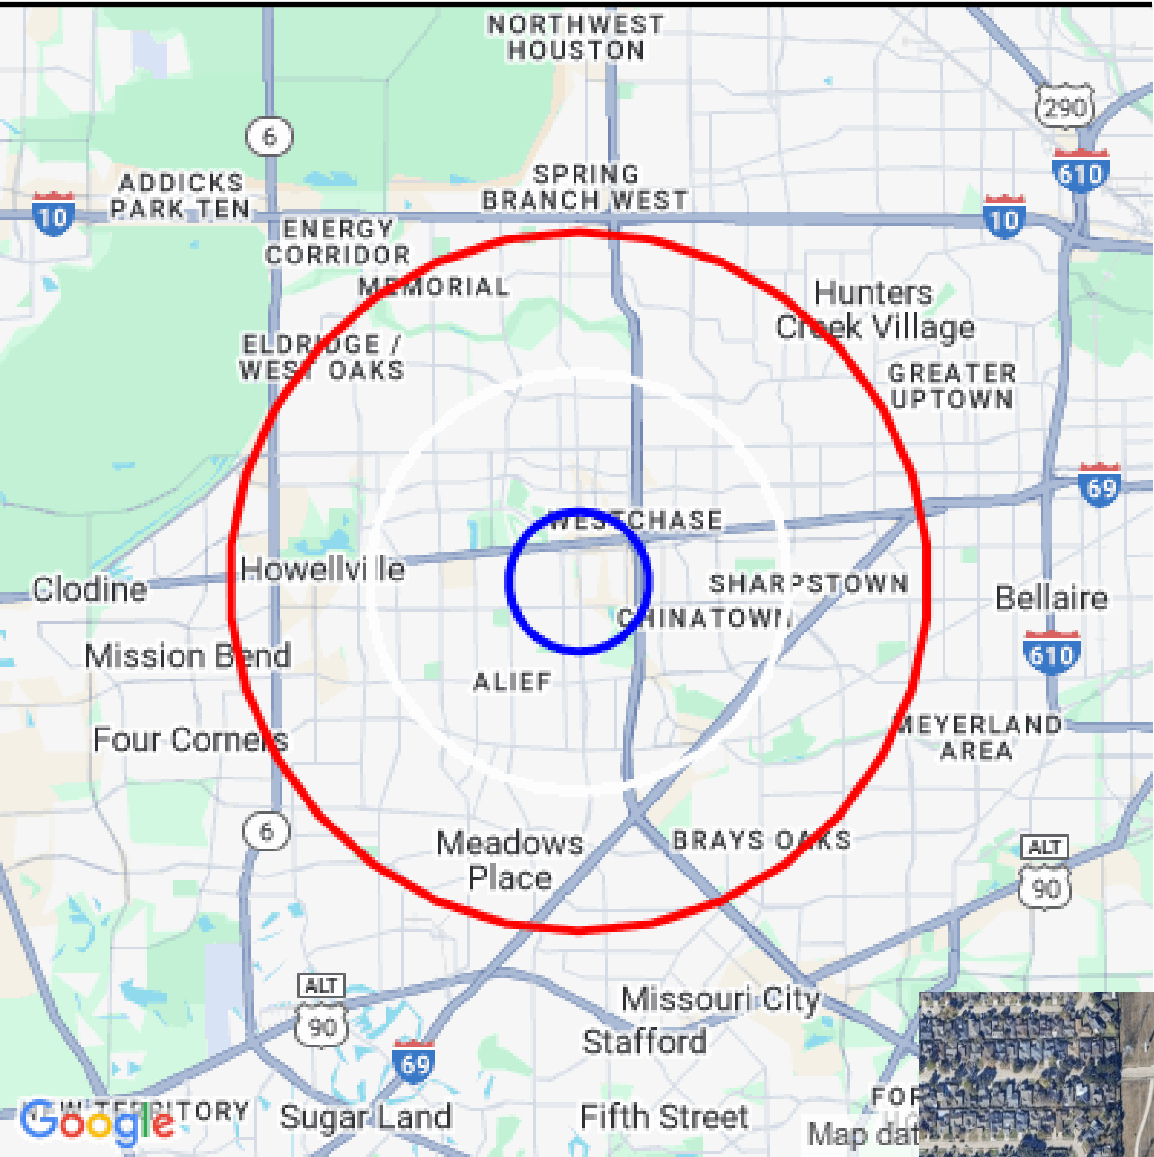 NORTHWEST
HOUSTON
290
6
610
SPRING
BRANCH WEST
ADDICKS
PARK TEN
10
10
ENERGY
CORRIDOR
MEMORIAL
Hunters
Creek Village
ELDRIDGE /
WEST OAKS
GREATER
UPTOWN
69
WESTCHASE
Howellville
Clodine
SHARPSTOWN
Bellaire
CHINATOWN
610
Mission Bend
ALIEF
MEYERLAND
AREA
Four Corners
6
Meadows
Place
BRAYS OAKS
ALT
90
ALT
90
Missouri City
Stafford
69
NEW TERRITORY
Google
Sugar Land
Fifth Street
FOR
Map dat